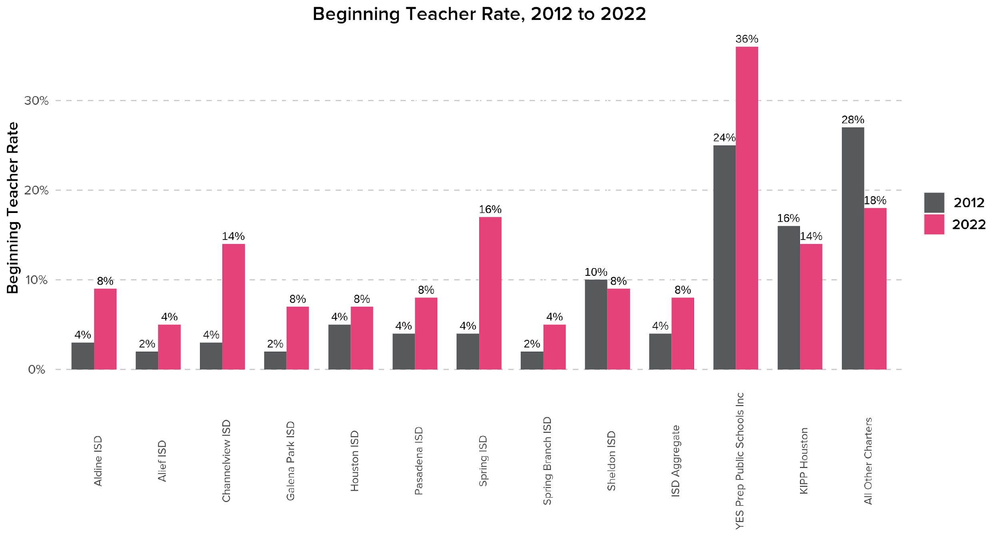 Beginning Teacher Rate, 2012 to 2022
Beginning Teacher Rate
30%
20%
10%
0%
4%
8%
2%
4%
4%
14%
2%
8%
4%
8%
4%
8%
4%
16%
2%
4%
10%
8%
4%
8%
24%
36%
16%
14%
28%
18%
2012
2022
Aldine ISD
Alief ISD
Channelview ISD
Galena Park ISD
Houston ISD
Pasadena ISD
Spring ISD
Spring Branch ISD
Sheldon ISD
ISD Aggregate
YES Prep Public Schools Inc
KIPP Houston
All Other Charters